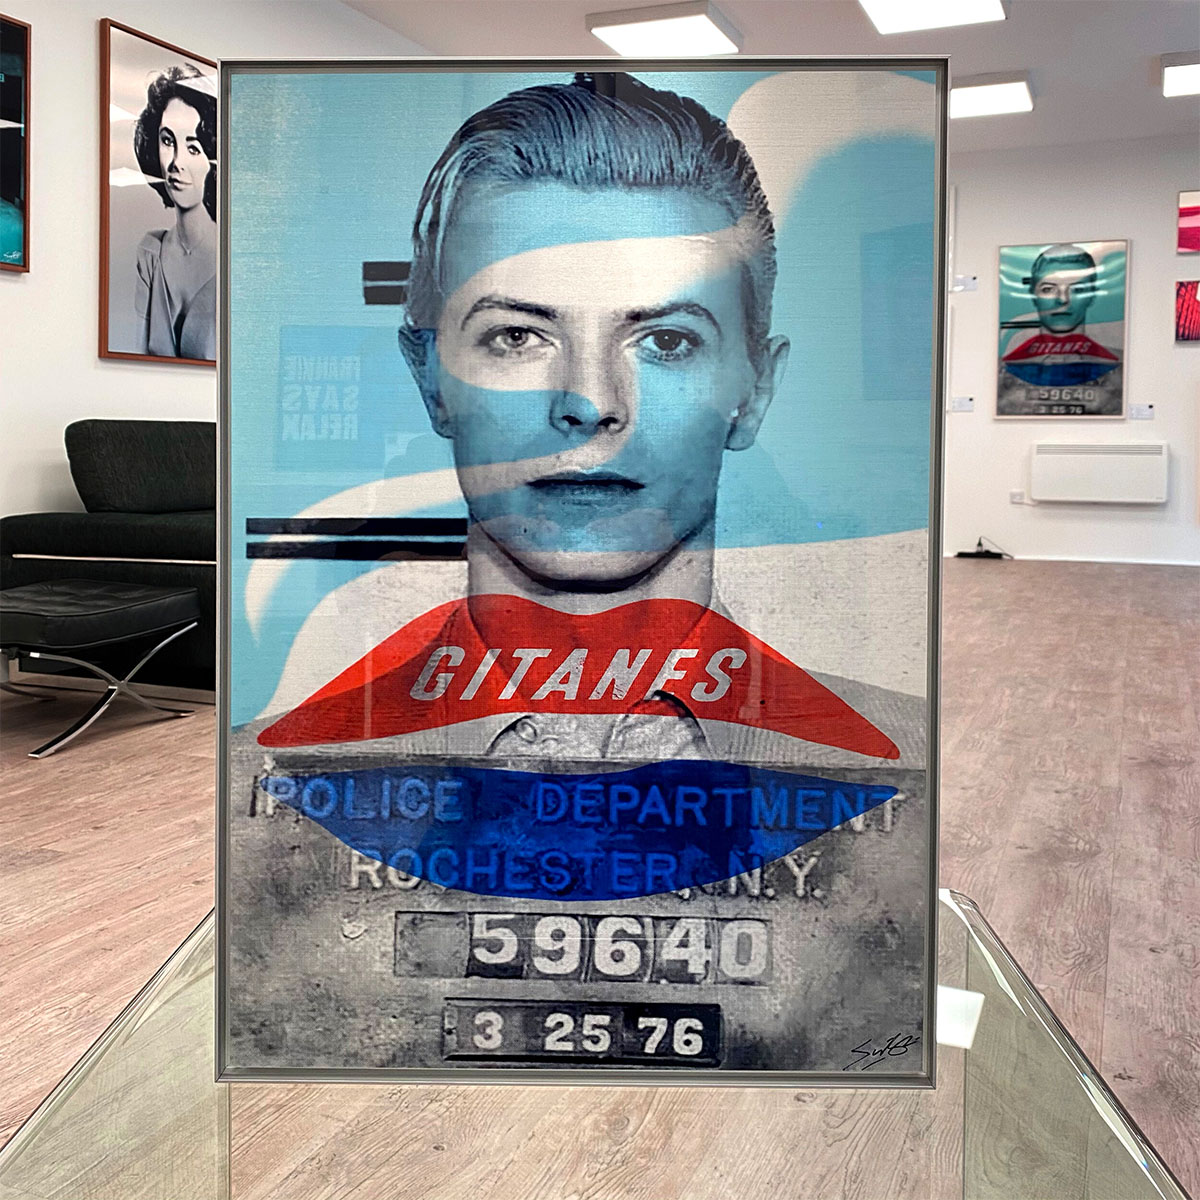 GITANES
POLICE DEPARTMENT
ROCHESTER, N.Y.
59640
3 25 76
FRANKIE
SAYS
RELAX
GITANES
59640
3 25 76